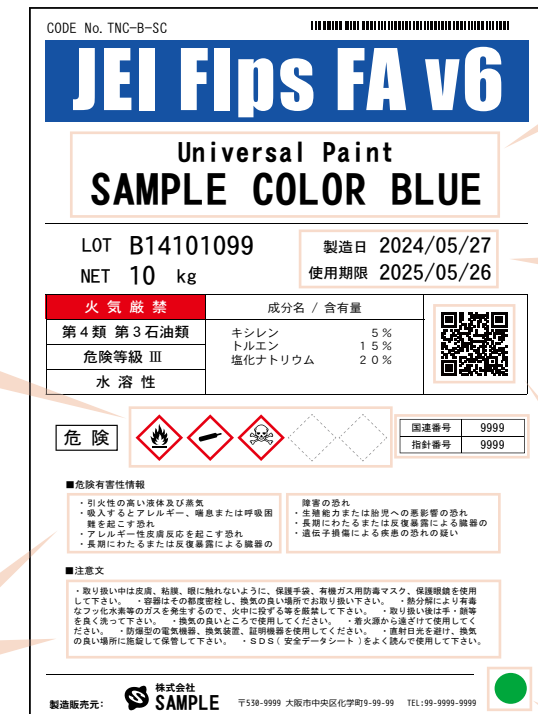 CODE No. TNC-B-SC
JEI Flps FA v6
Universal Paint
SAMPLE COLOR BLUE
LOT B14101099
NET 10 kg
製造日 2024/05/27
使用期限 2025/05/26
火気厳禁
第4類 第3石油類
危険等級 Ⅲ
水溶性
成分名 / 含有量
キシレン 5%
トルエン 15%
塩化ナトリウム 20%
危険
国連番号 9999
指針番号 9999
■危険有害性情報
・引火性の高い液体及び蒸気
・吸入するとアレルギー、喘息または呼吸困
難を起こす恐れ
・アレルギー性皮膚反応を起こす恐れ
・長期にわたるまたは反復暴露による臓器の
障害の恐れ
・生殖能力または胎児への悪影響の恐れ
・長期にわたるまたは反復暴露による臓器の
・遺伝子損傷による疾患の恐れの疑い
■注意文
・取り扱い中は皮膚、粘膜、眼に触れないように、保護手袋、有機ガス用防毒マスク、保護眼鏡を使用
して下さい。 ・容器はその都度密栓し、換気の良い場所でお取り扱い下さい。 ・熱分解により有毒
なフッ化水素等のガスを発生するので、火中に投ずる等を厳禁して下さい。 ・取り扱い後は手・顔等
を良く洗って下さい。 ・換気の良いところで使用してください。 ・着火源から遠ざけて使用してく
ださい。 ・防爆型の電気機器、換気装置、証明機器を使用してください。 ・直射日光を避け、換気
の良い場所に施錠して保管して下さい。 ・SDS(安全データシート)をよく読んで使用して下さい。
製造販売元: 株式会社
SAMPLE 〒530-9999 大阪市中央区化学町9-99-99 TEL:99-9999-9999